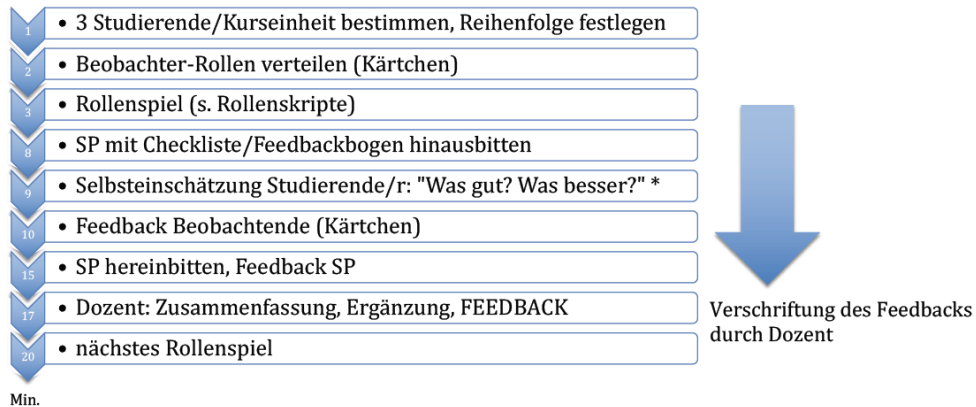 1 • 3 Studierende/Kurseinheit bestimmen, Reihenfolge festlegen
2 • Beobachter-Rollen verteilen (Kärtchen)
3 • Rollenspiel (s. Rollenskripte)
8 • SP mit Checkliste/Feedbackbogen hinausbitten
9 • Selbsteinschätzung Studierende/r: "Was gut? Was besser?" *
10 • Feedback Beobachtende (Kärtchen)
15 • SP hereinbitten, Feedback SP
17 • Dozent: Zusammenfassung, Ergänzung, FEEDBACK
20 • nächstes Rollenspiel
Min.
Verschriftung des Feedbacks
durch Dozent